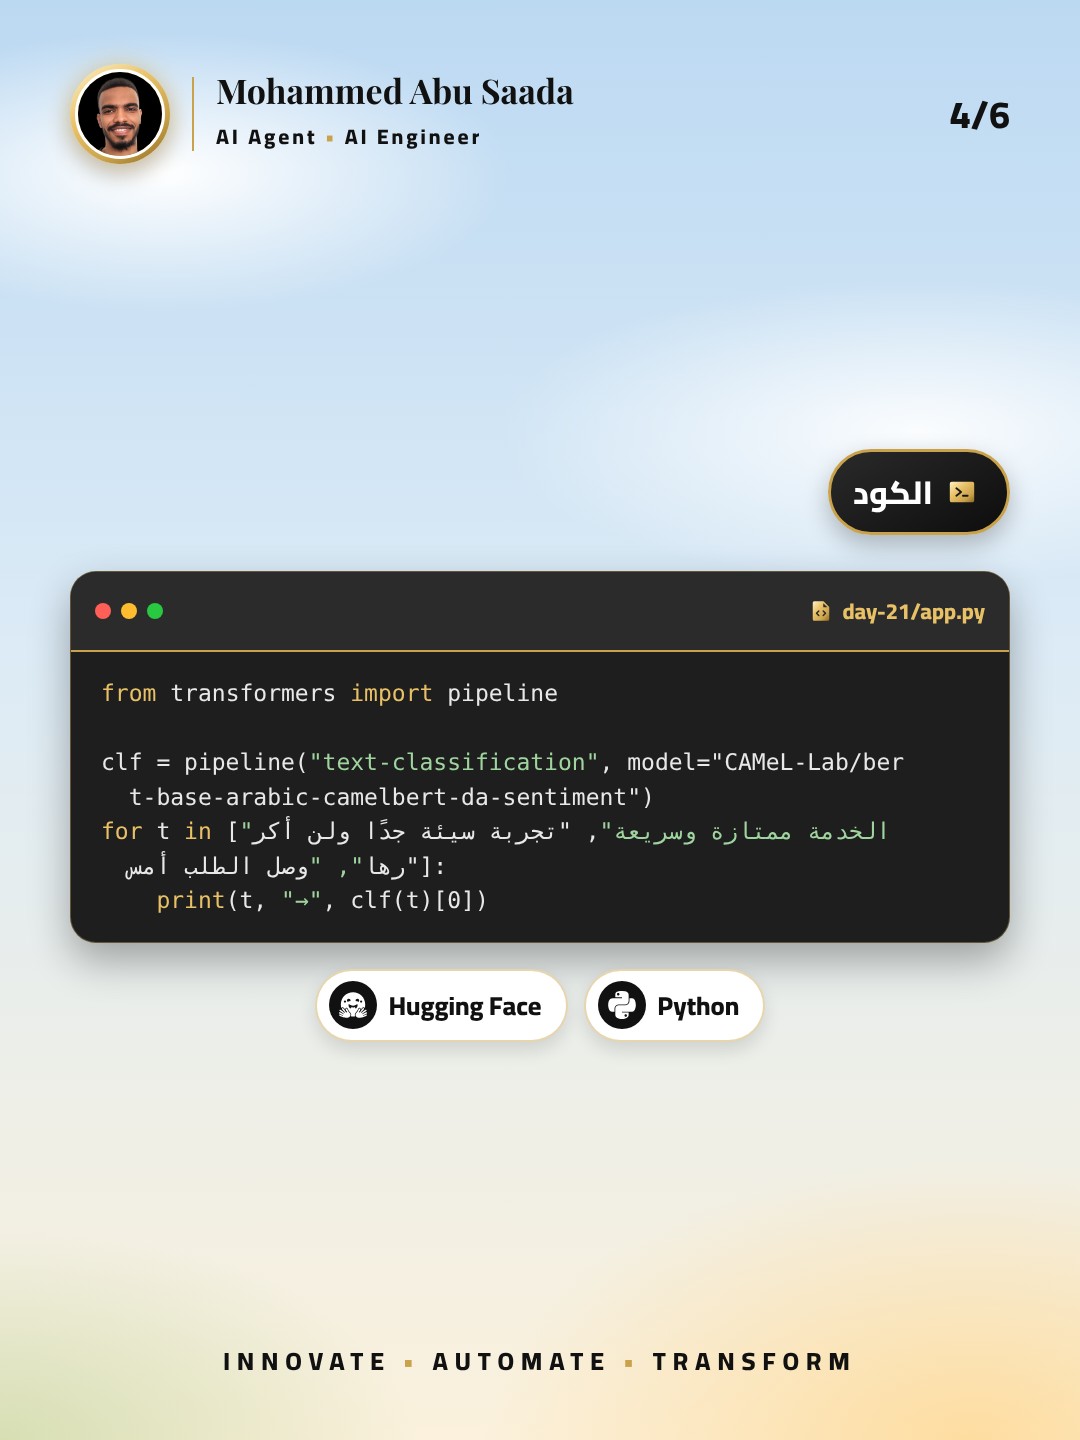 Mohammed Abu Saada
AI Agent ▪ AI Engineer
4/6
الكود
day-21/app.py
from transformers import pipeline
clf = pipeline("text-classification", model="CAMeL-Lab/ber
t-base-arabic-camelbert-da-sentiment")
for t in ["الخدمة ممتازة وسريعة", "تجربة سيئة جدًا ولن أكر
رها", "وصل الطلب أمس"]:
print(t, "→", clf(t)[0])
Hugging Face
Python
INNOVATE ▪ AUTOMATE ▪ TRANSFORM